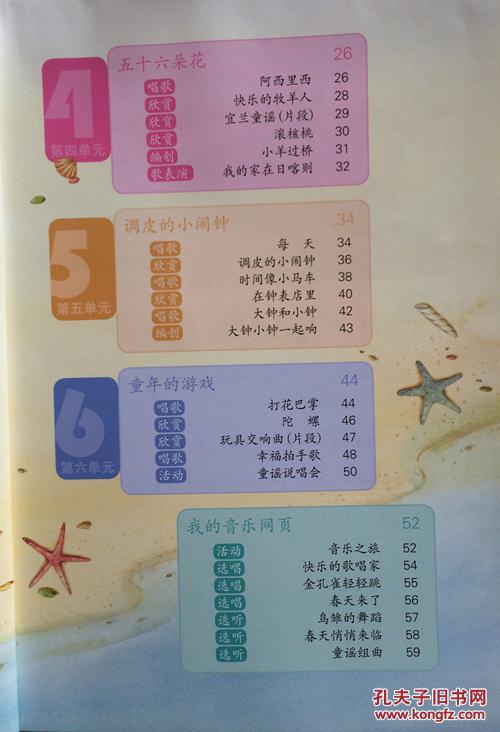 4
第四单元
五十六朵花 26
唱歌 阿西里西 26
欣赏 快乐的牧羊人 28
欣赏 宜兰童谣(片段) 29
欣赏 滚核桃 30
编创 小羊过桥 31
歌表演 我的家在日喀则 32
5
第五单元
调皮的小闹钟 34
唱歌 每天 34
欣赏 调皮的小闹钟 36
唱歌 时间像小马车 38
欣赏 在钟表店里 40
唱歌 大钟和小钟 42
编创 大钟小钟一起响 43
6
第六单元
童年的游戏 44
唱歌 打花巴掌 44
欣赏 陀螺 46
欣赏 玩具交响曲(片段) 47
唱歌 幸福拍手歌 48
活动 童谣说唱会 50
我的音乐网页 52
活动 音乐之旅 52
选唱 快乐的歌唱家 54
选唱 金孔雀轻轻跳 55
选唱 春天来了 56
选听 鸟雏的舞蹈 57
选听 春天悄悄来临 58
选听 童谣组曲 59
孔夫子旧书网
www.kongfz.com